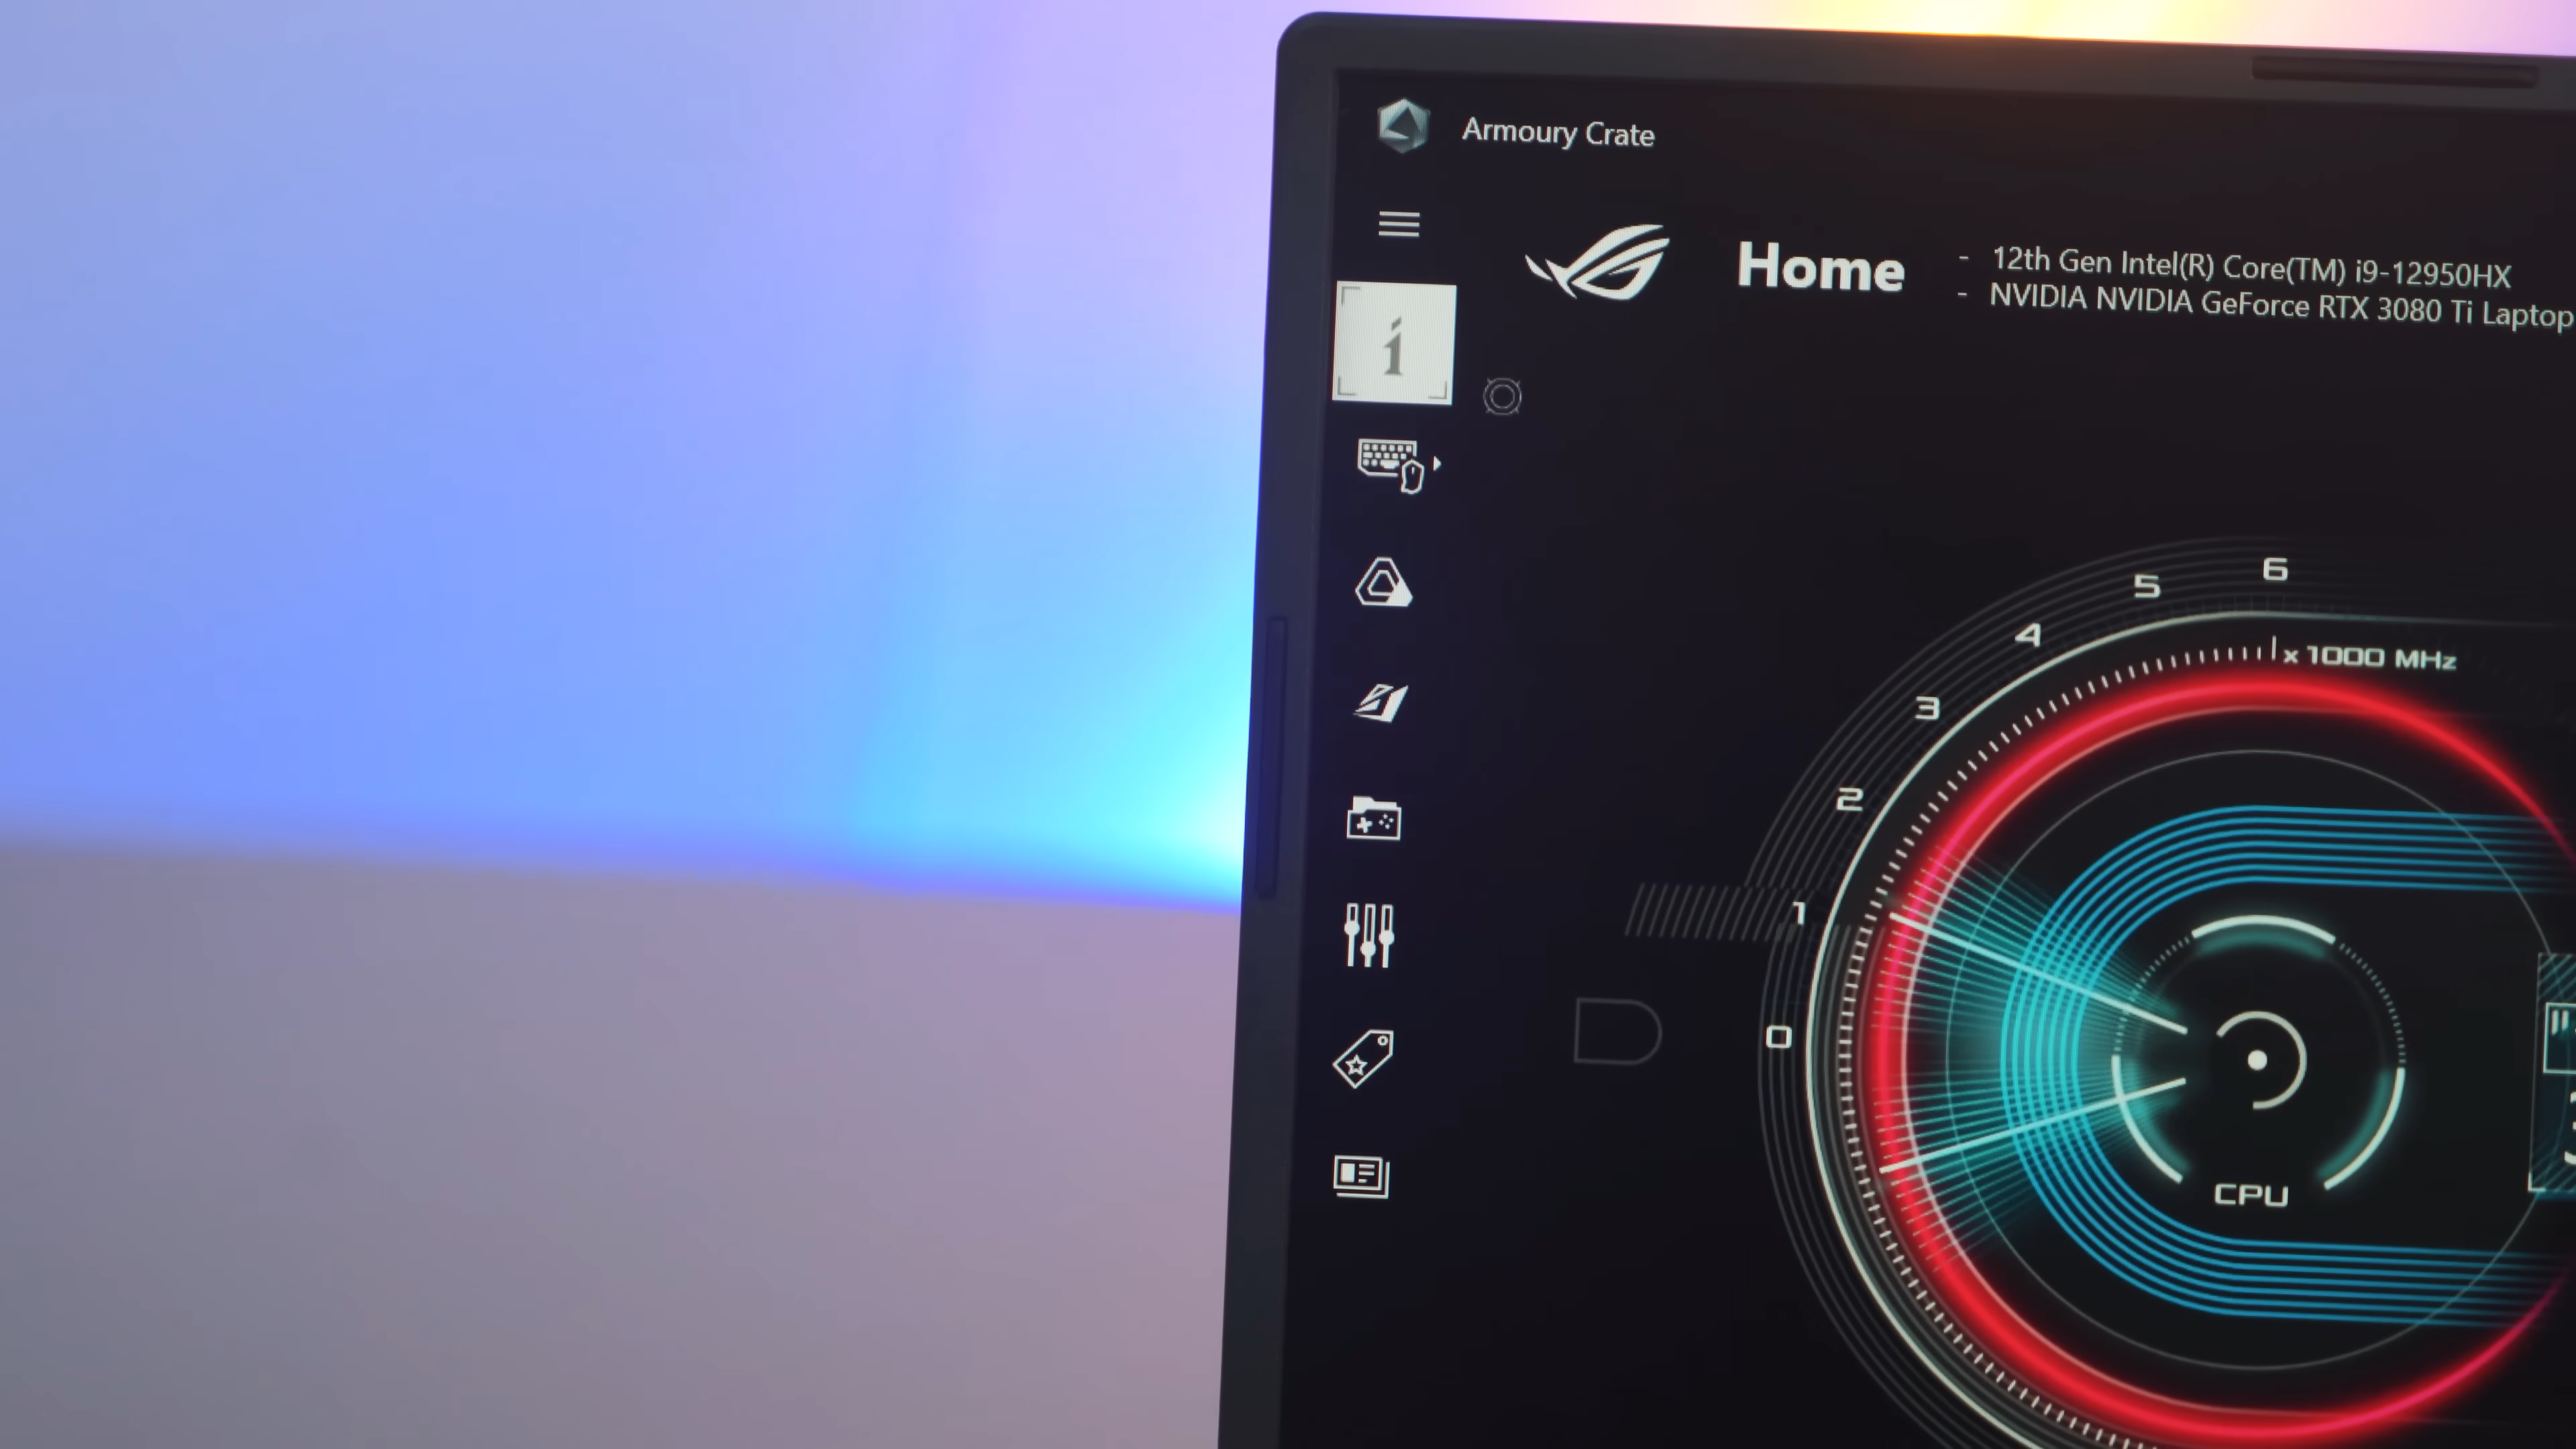 Armoury Crate
Home
- 12th Gen Intel(R) Core(TM) i9-12950HX
- NVIDIA NVIDIA GeForce RTX 3080 Ti Laptop
6
5
4
x 1000 MHz
3
2
1
0
CPU